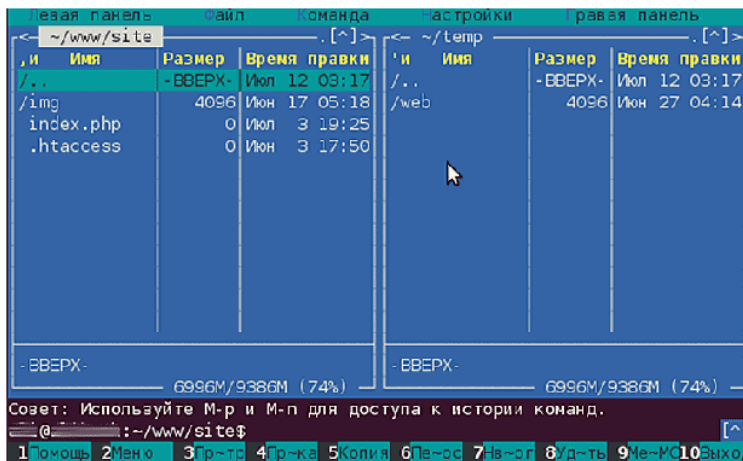 Левая панель Файл Команда Настройки Правая панель
<— ~/www/site .[^]> <— ~/temp .[^]>
,и Имя Размер Время правки 'и Имя Размер Время правки
/.. -ВВЕРХ- Июл 12 03:17 /.. -ВВЕРХ- Июл 12 03:17
/img 4096 Июн 17 05:18 /web 4096 Июн 27 04:14
index.php 0 Июл 3 19:25
.htaccess 0 Июн 3 17:50
-ВВЕРХ- -ВВЕРХ-
6996M/9386M (74%) 6996M/9386M (74%)
Совет: Используйте M-p и M-n для доступа к истории команд.
@ :~/www/site$ [^
1Помощь 2Меню 3Пр~тр 4Пр~ка 5Копия 6Пе~ос 7Нв~ог 8Уд~ть 9Ме~MC 10Выхо